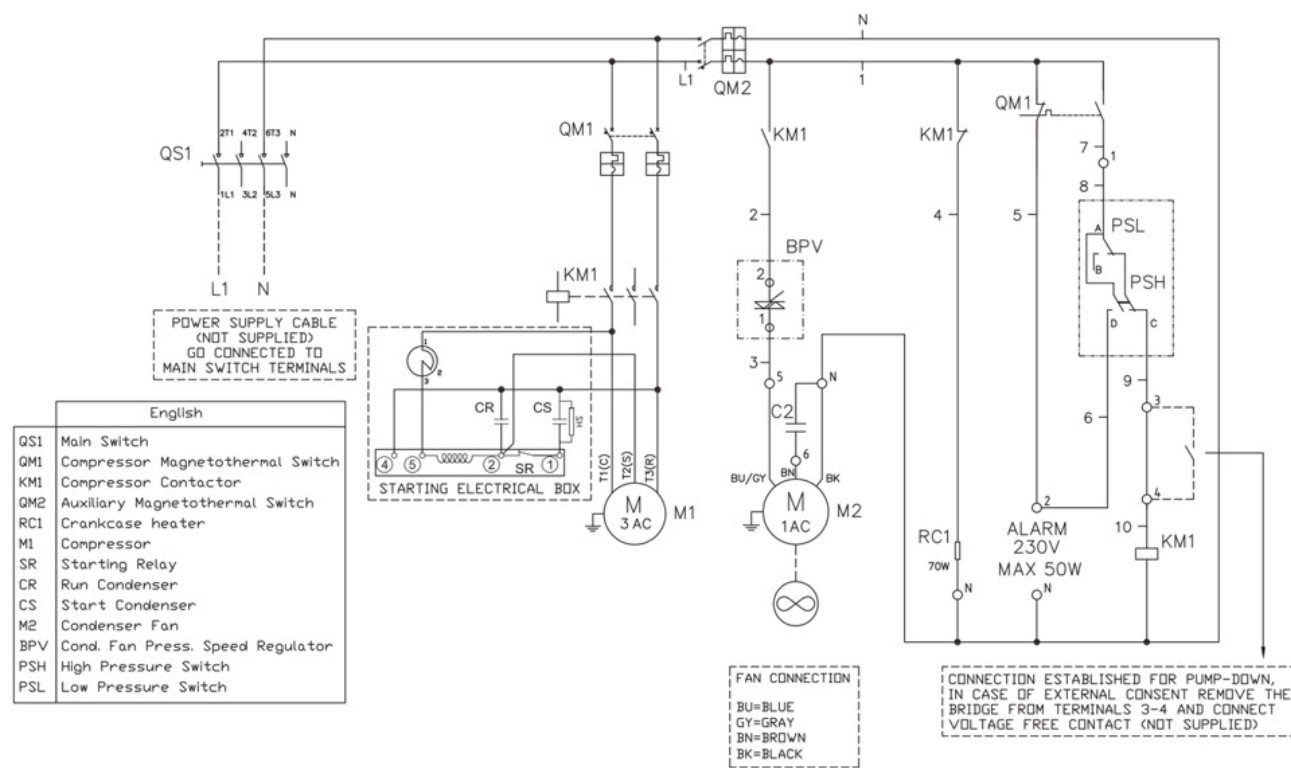 N
L1
QM2
1
QS1
2T1 4T2 6T3 N
1L1 3L2 5L3 N
L1 N
POWER SUPPLY CABLE
(NOT SUPPLIED)
GO CONNECTED TO
MAIN SWITCH TERMINALS
QM1
KM1
1
2
3
CR
CS
HS
4 5 2 SR 1
STARTING ELECTRICAL BOX
T1(C)
T2(S)
T3(R)
M
3 AC
M1
KM1
2
BPV
2
1
3
5
N
C2
6
BU/GY
BN
BK
M
1AC
M2
KM1
4
RC1
70W
N
QM1
5
7
1
8
PSL
A
B
PSH
D
C
9
6
3
4
10
KM1
2
ALARM
230V
MAX 50W
N
English
QS1 Main Switch
QM1 Compressor Magnetothermal Switch
KM1 Compressor Contactor
QM2 Auxiliary Magnetothermal Switch
RC1 Crankcase heater
M1 Compressor
SR Starting Relay
CR Run Condenser
CS Start Condenser
M2 Condenser Fan
BPV Cond. Fan Press. Speed Regulator
PSH High Pressure Switch
PSL Low Pressure Switch
FAN CONNECTION
BU=BLUE
GY=GRAY
BN=BROWN
BK=BLACK
CONNECTION ESTABLISHED FOR PUMP-DOWN,
IN CASE OF EXTERNAL CONSENT REMOVE THE
BRIDGE FROM TERMINALS 3-4 AND CONNECT
VOLTAGE FREE CONTACT (NOT SUPPLIED)